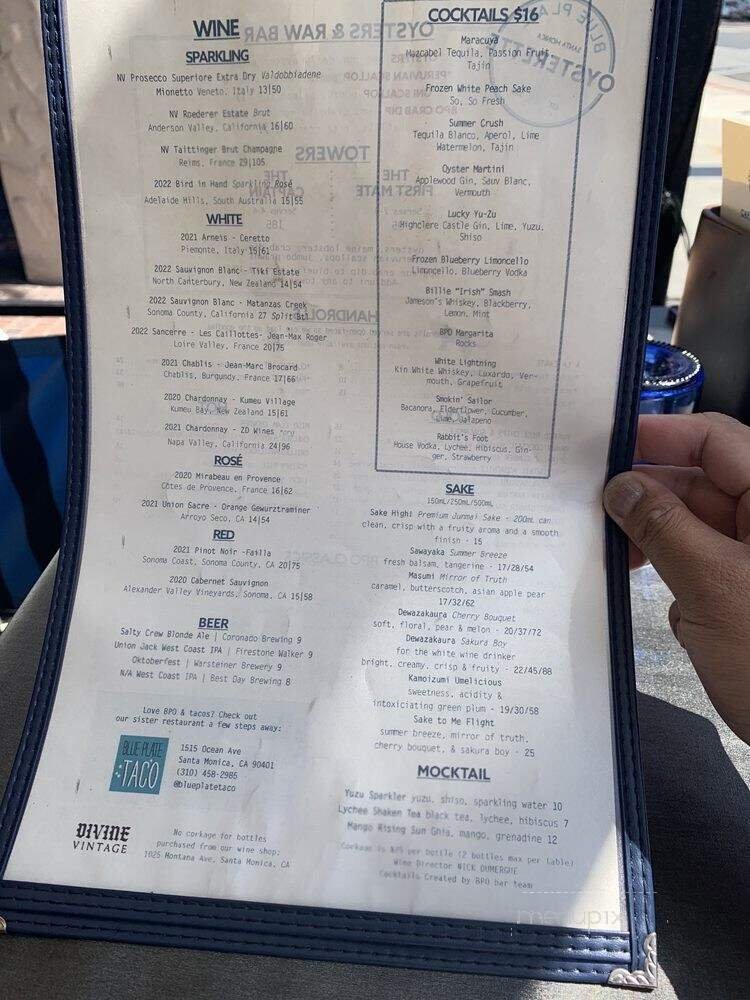 WINE
SPARKLING
NV Prosecco Superiore Extra Dry Valdobbiadene
Mionetto Veneto, Italy 13|50
NV Roederer Estate Brut
Anderson Valley, California 16|60
NV Taittinger Brut Champagne
Reims, France 29|105
2022 Bird in Hand Sparkling Rosé
Adelaide Hills, South Australia 15|55
WHITE
2021 Arneis - Ceretto
Piemonte, Italy 15|61
2022 Sauvignon Blanc- Tiki Estate
North Canterbury, New Zealand 14|54
2022 Sauvignon Blanc - Matanzas Creek
Sonoma County, California 27 Split Btl
2022 Sancerre - Les Caillottes- Jean-Max Roger
Loire Valley, France 20|75
2021 Chablis - Jean-Marc Brocard
Chablis, Burgundy, France 17|66
2020 Chardonnay - Kumeu Village
Kumeu Bay, New Zealand 15|61
2021 Chardonnay - ZD Wines
Napa Valley, California 24|96
ROSÉ
2020 Mirabeau en Provence
Côtes de Provence, France 16|62
2021 Union Sacre - Orange Gewurztraminer
Arroyo Seco, CA 14|54
RED
2021 Pinot Noir -Failla
Sonoma Coast, Sonoma County, CA 20|75
2020 Cabernet Sauvignon
Alexander Valley Vineyards, Sonoma, CA 15|58
BEER
Salty Crew Blonde Ale | Coronado Brewing 9
Union Jack West Coast IPA | Firestone Walker 9
Oktoberfest | Warsteiner Brewery 9
N/A West Coast IPA | Best Day Brewing 8
Love BPO & tacos? Check out
our sister restaurant a few steps away:
BLUE PLATE
TACO
1515 Ocean Ave
Santa Monica, CA 90401
(310) 458-2985
@blueplatetaco
DIVINE
VINTAGE
No corkage for bottles
purchased from our wine shop:
1025 Montana Ave, Santa Monica, CA
COCKTAILS $16
Maracuya
Mezcabel Tequila, Passion Fruit,
Tajin
Frozen White Peach Sake
So, So Fresh
Summer Crush
Tequila Blanco, Aperol, Lime
Watermelon, Tajin
Oyster Martini
Applewood Gin, Sauv Blanc,
Vermouth
Lucky Yu-Zu
Highclere Castle Gin, Lime, Yuzu,
Shiso
Frozen Blueberry Limoncello
Limoncello, Blueberry Vodka
Billie "Irish" Smash
Jameson's Whiskey, Blackberry,
Lemon, Mint
BPO Margarita
Rocks
White Lightning
Kin White Whiskey, Luxardo, Ver-
mouth, Grapefruit
Smokin' Sailor
Bacanora, Elderflower, Cucumber,
Lime, Jalapeno
Rabbit's Foot
House Vodka, Lychee, Hibiscus, Gin-
ger, Strawberry
SAKE
150mL/250mL/500mL
Sake High! Premium Junmai Sake - 200mL can
clean, crisp with a fruity aroma and a smooth
finish - 15
Sawayaka Summer Breeze
fresh balsam, tangerine - 17/28/54
Masumi Mirror of Truth
caramel, butterscotch, asian apple pear
17/32/62
Dewazakaura Cherry Bouquet
soft, floral, pear & melon - 20/37/72
Dewazakaura Sakura Boy
for the white wine drinker
bright, creamy, crisp & fruity - 22/45/88
Kamoizumi Umelicious
sweetness, acidity &
intoxiciating green plum - 19/30/58
Sake to Me Flight
summer breeze, mirror of truth,
cherry bouquet, & sakura boy - 25
MOCKTAIL
Yuzu Sparkler yuzu, shiso, sparkling water 10
Lychee Shaken Tea black tea, lychee, hibiscus 7
Mango Rising Sun Ghia, mango, grenadine 12
Corkage is $25 per bottle (2 bottles max per table)
Wine Director NICK DUMERGUE
Cocktails Created by BPO bar team